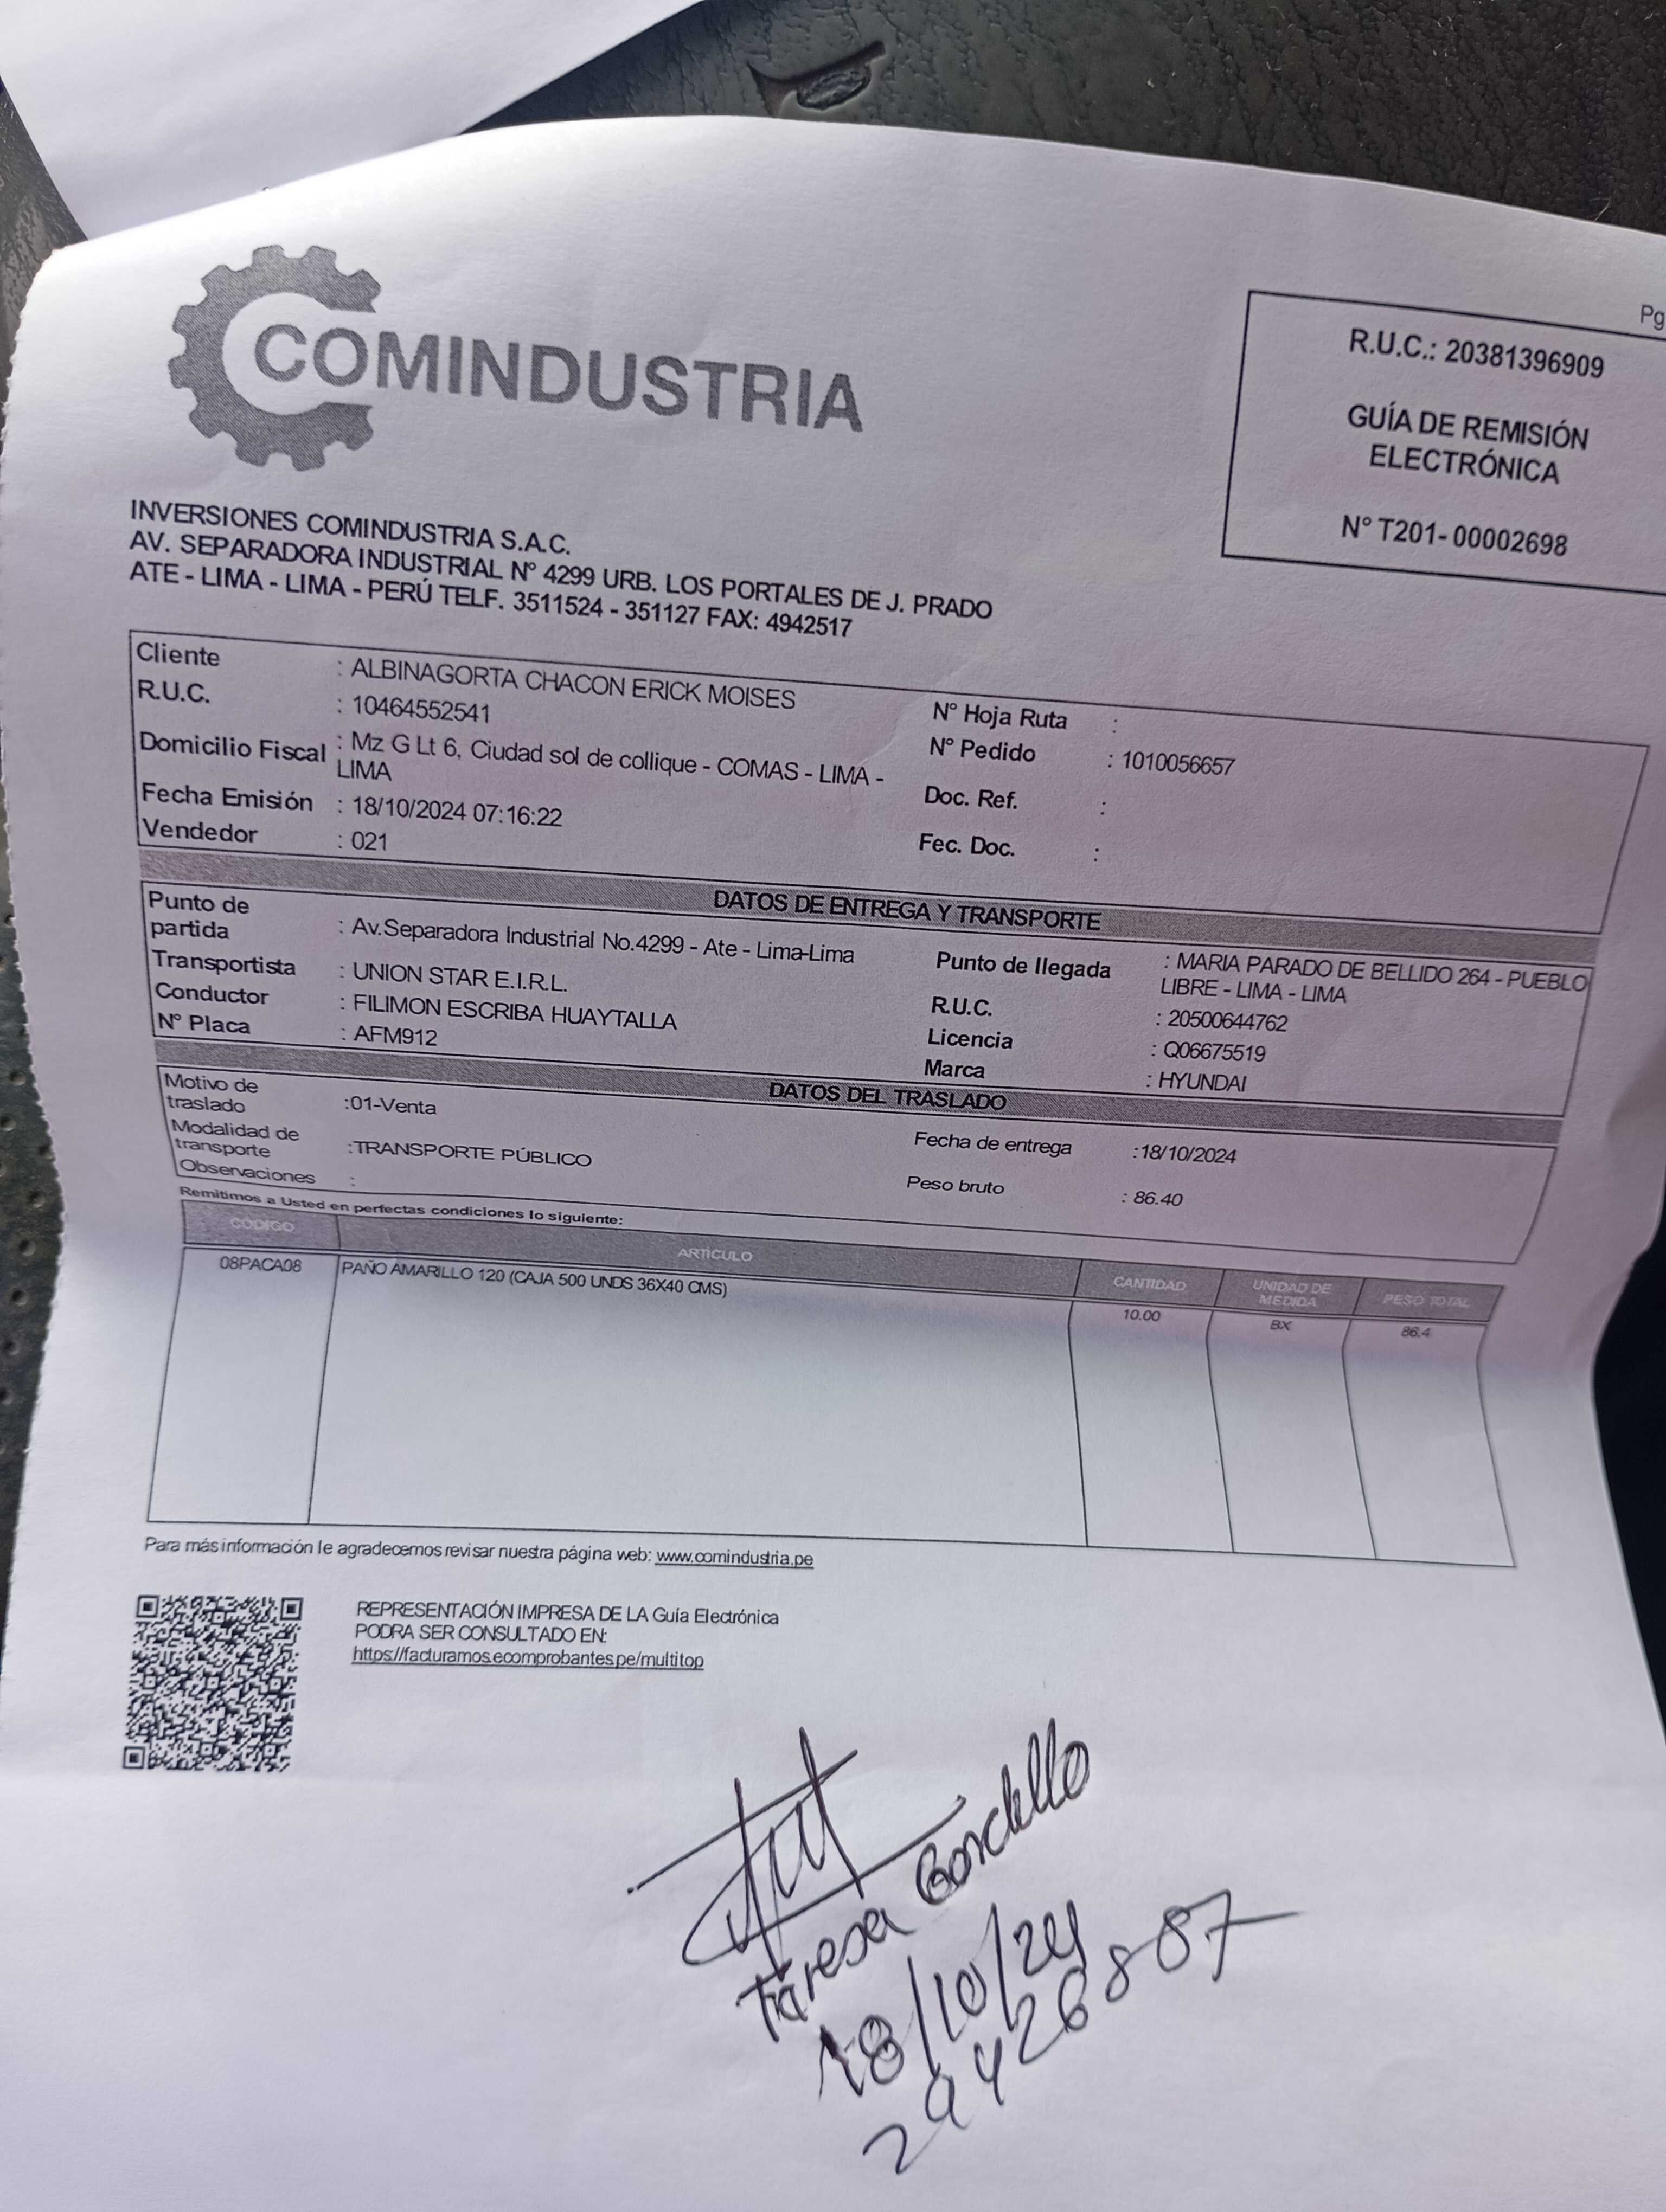 Pg
COMINDUSTRIA
R.U.C.: 20381396909
GUÍA DE REMISIÓN
ELECTRÓNICA
N° T201- 00002698
INVERSIONES COMINDUSTRIA S.A.C.
AV. SEPARADORA INDUSTRIAL N° 4299 URB. LOS PORTALES DE J. PRADO
ATE - LIMA - LIMA - PERÚ TELF. 3511524 - 351127 FAX: 4942517
Cliente : ALBINAGORTA CHACON ERICK MOISES
R.U.C. : 10464552541
Domicilio Fiscal : Mz G Lt 6, Ciudad sol de collique - COMAS - LIMA -
LIMA
Fecha Emisión : 18/10/2024 07:16:22
Vendedor : 021
N° Hoja Ruta :
N° Pedido : 1010056657
Doc. Ref. :
Fec. Doc. :
DATOS DE ENTREGA Y TRANSPORTE
Punto de
partida : Av.Separadora Industrial No.4299 - Ate - Lima-Lima
Transportista : UNION STAR E.I.R.L.
Conductor : FILIMON ESCRIBA HUAYTALLA
N° Placa : AFM912
Punto de llegada : MARIA PARADO DE BELLIDO 264 - PUEBLO
LIBRE - LIMA - LIMA
R.U.C. : 20500644762
Licencia : Q06675519
Marca : HYUNDAI
DATOS DEL TRASLADO
Motivo de
traslado :01-Venta
Modalidad de
transporte :TRANSPORTE PÚBLICO
Observaciones :
Fecha de entrega :18/10/2024
Peso bruto : 86.40
Remitimos a Usted en perfectas condiciones lo siguiente:
CÓDIGO ARTÍCULO CANTIDAD UNIDAD DE
MEDIDA PESO TOTAL
08PACA08 PAÑO AMARILLO 120 (CAJA 500 UNDS 36X40 CMS) 10.00 BX 86.4
Para más información le agradecemos revisar nuestra página web: www.comindustria.pe
REPRESENTACIÓN IMPRESA DE LA Guía Electrónica
PODRA SER CONSULTADO EN:
https://facturamos.ecomprobantes.pe/multitop
18/10/24
29426887